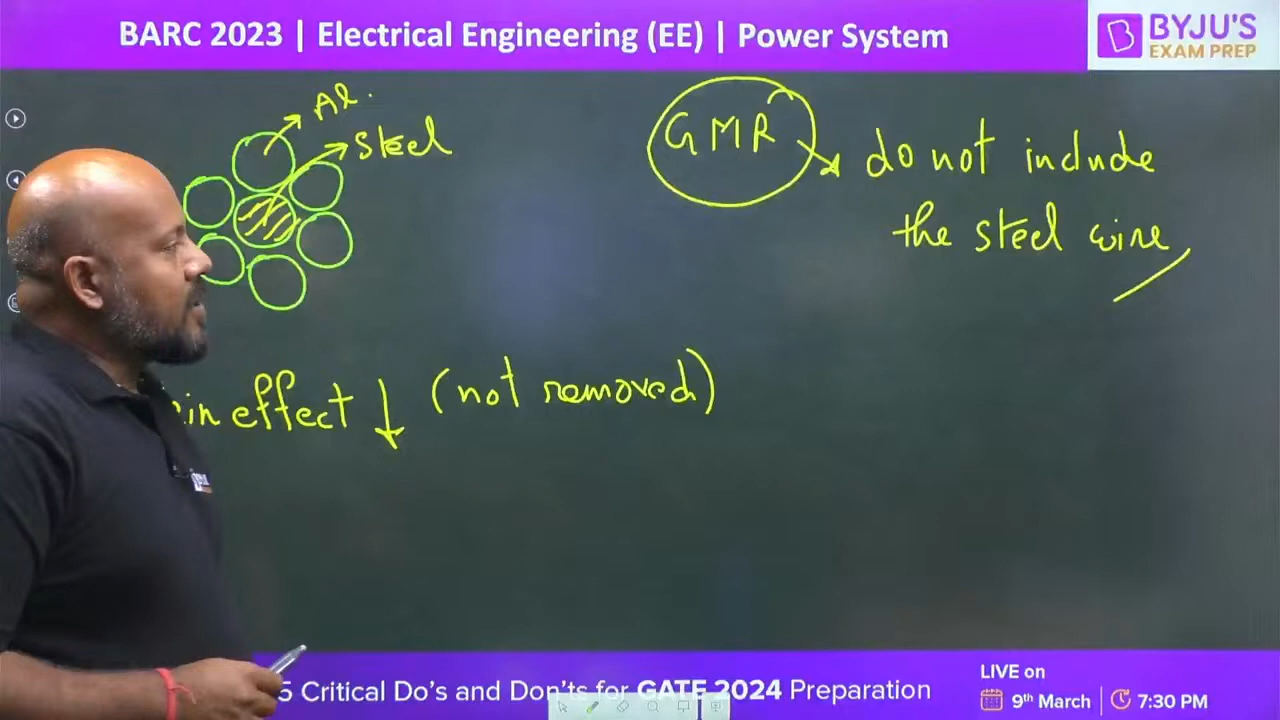 BARC 2023 | Electrical Engineering (EE) | Power System
BYJU'S
EXAM PREP
Al.
Steel
GMR
do not include
the steel wire
in effect ↓ (not removed)
5 Critical Do's and Don'ts for GATE 2024 Preparation
LIVE on
9th March | 7:30 PM